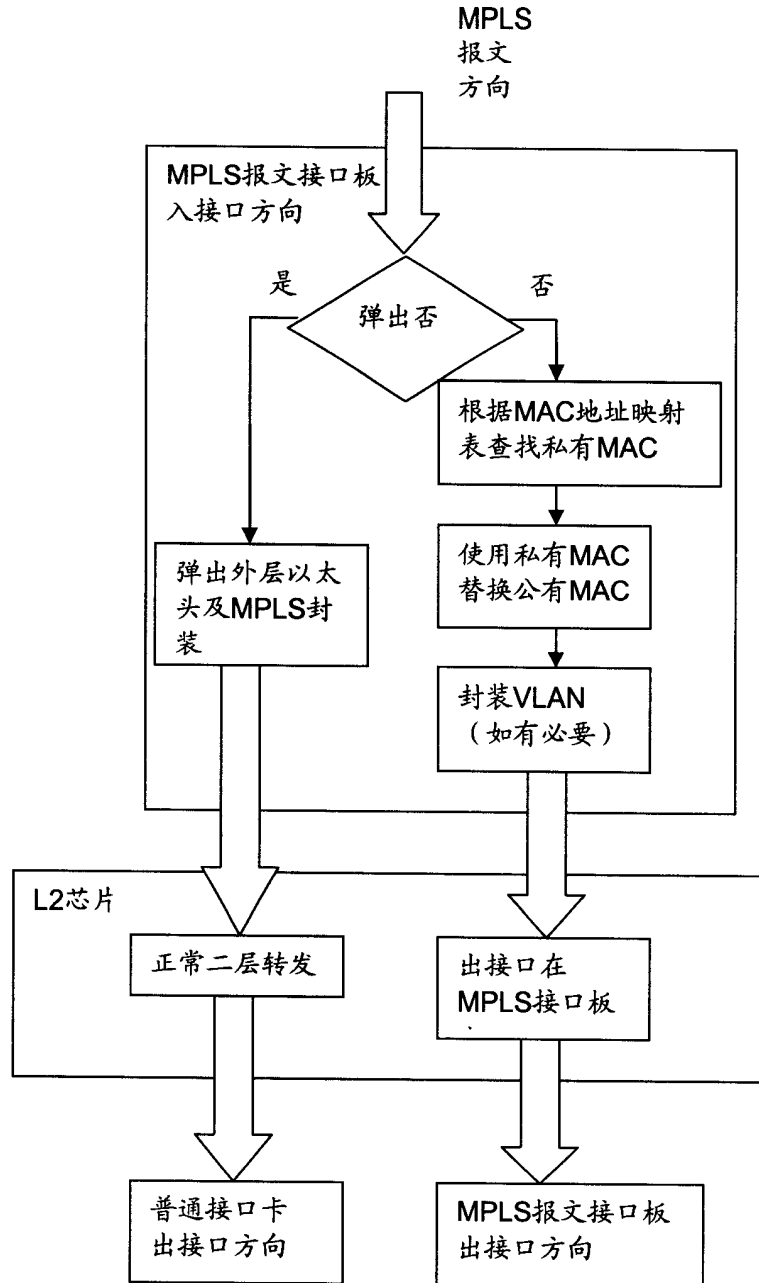 MPLS
报文
方向
MPLS报文接口板
入接口方向
是
否
弹出否
根据MAC地址映射
表查找私有MAC
使用私有MAC
替换公有MAC
弹出外层以太
头及MPLS封
装
封装VLAN
（如有必要）
L2芯片
正常二层转发
出接口在
MPLS接口板
普通接口卡
出接口方向
MPLS报文接口板
出接口方向